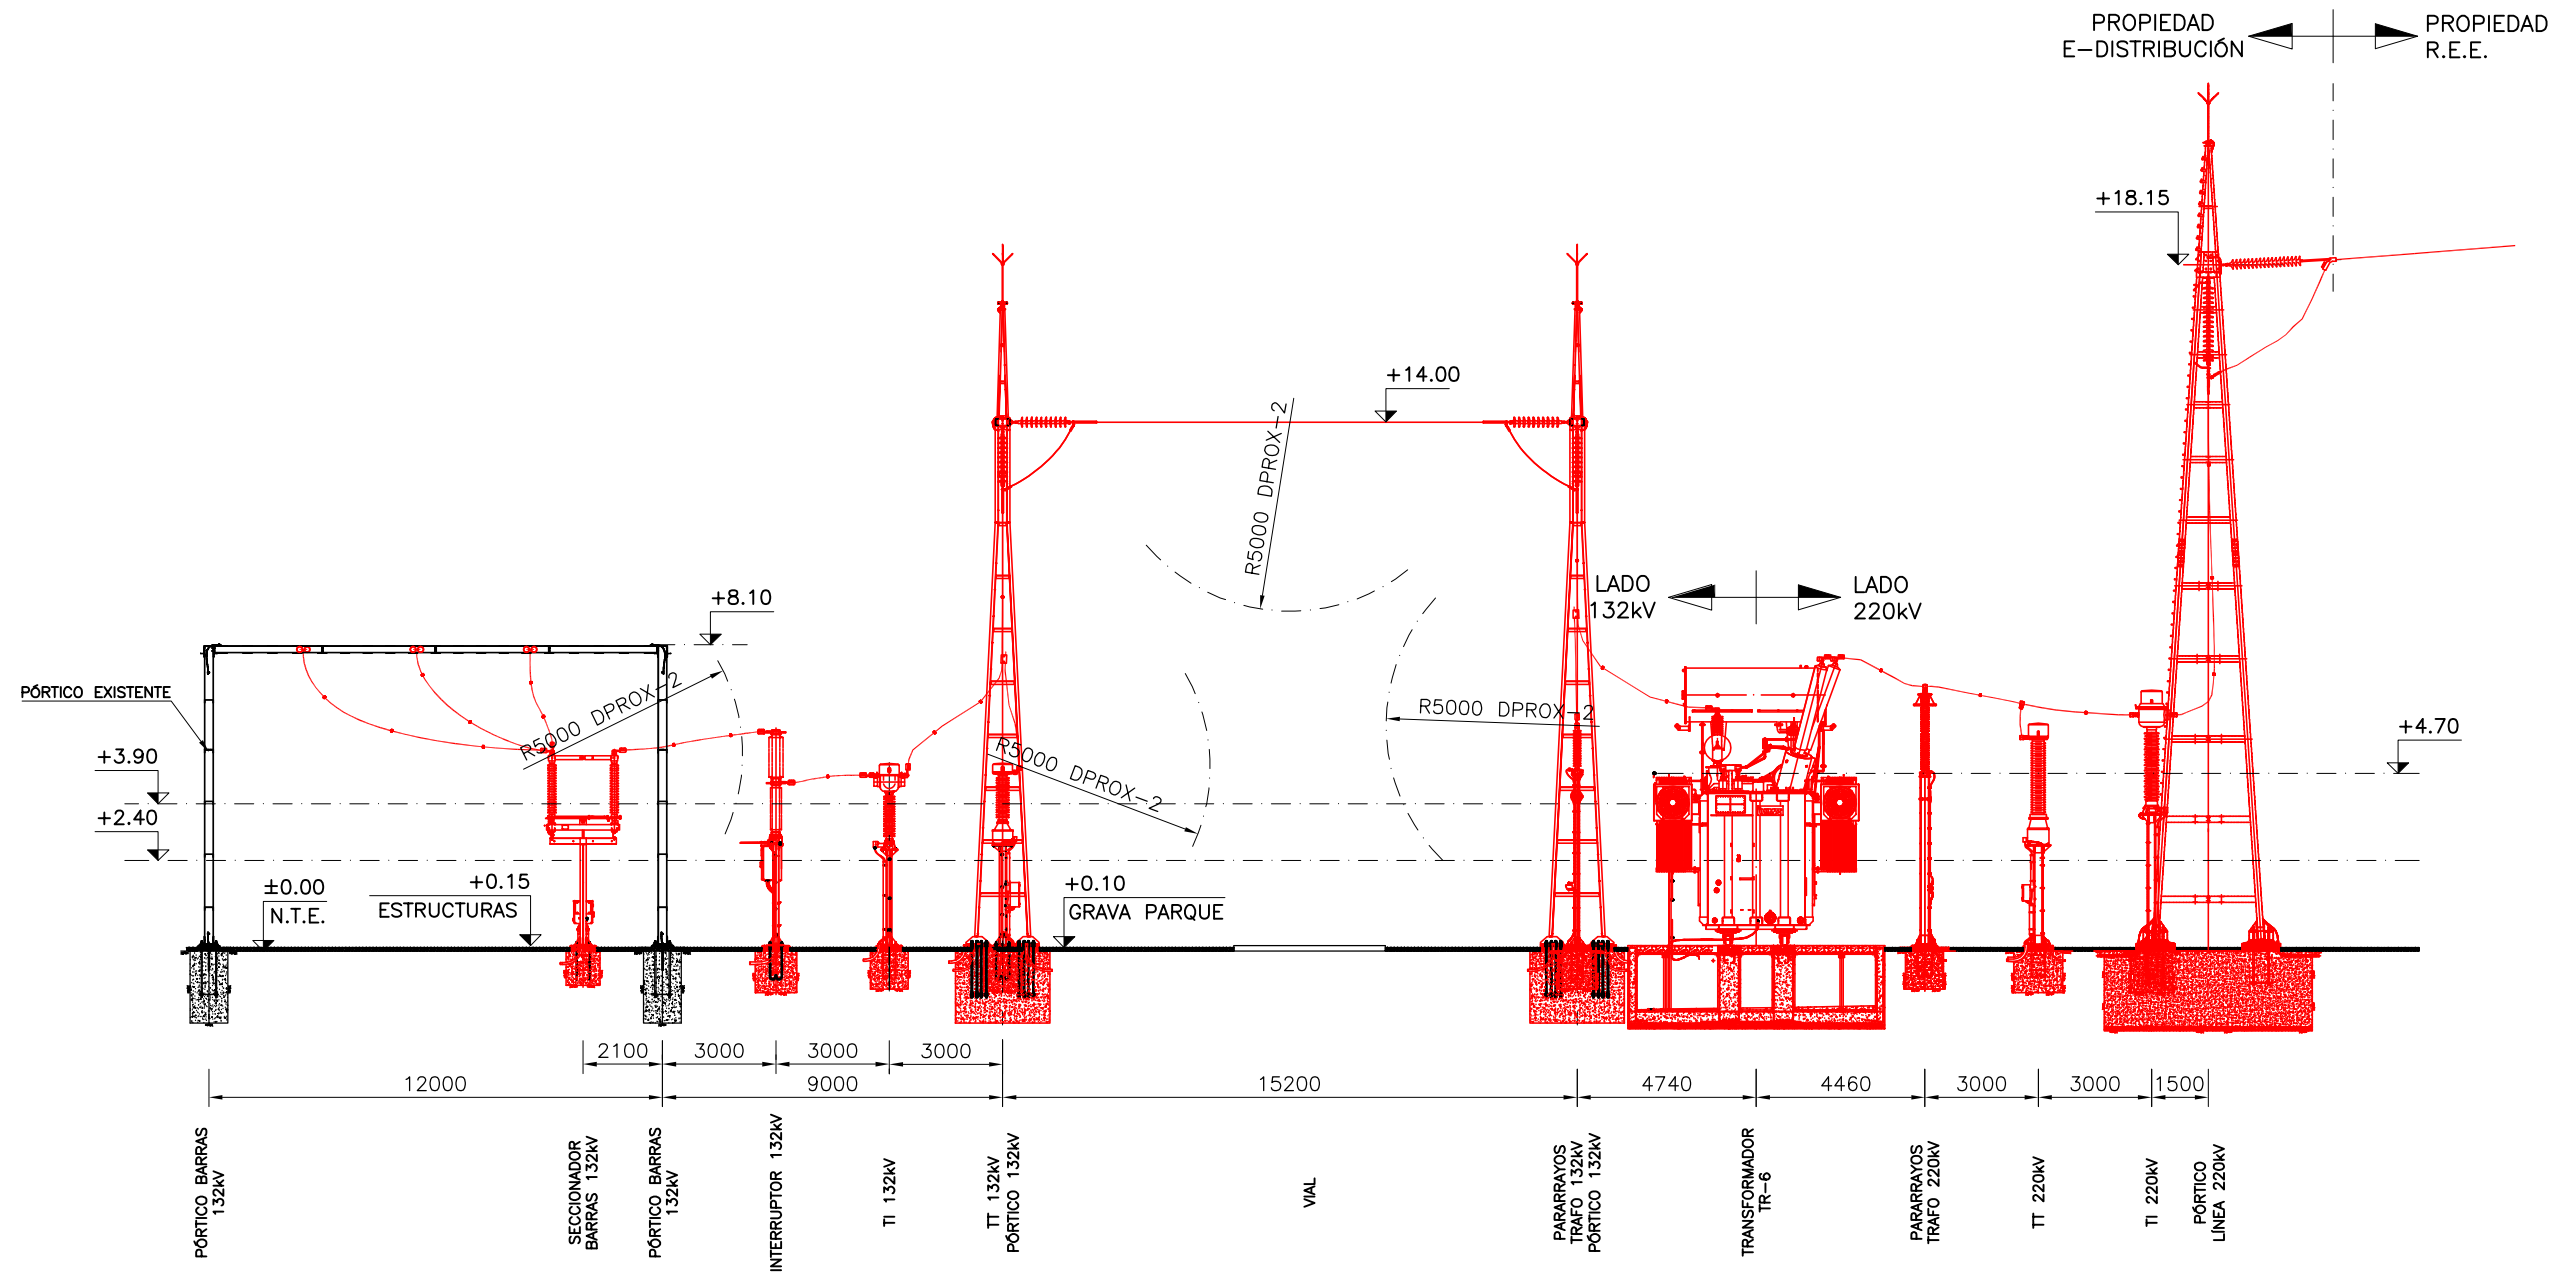 PROPIEDAD
E-DISTRIBUCIÓN
PROPIEDAD
R.E.E.
+18.15
+14.00
R5000 DPROX-2
LADO
132kV
LADO
220kV
+8.10
PÓRTICO EXISTENTE
R5000 DPROX-2
R5000 DPROX-2
R5000 DPROX-2
+4.70
+3.90
+2.40
±0.00
N.T.E.
+0.15
ESTRUCTURAS
+0.10
GRAVA PARQUE
2100
3000
3000
3000
12000
9000
15200
4740
4460
3000
3000
1500
PÓRTICO BARRAS
132kV
SECCIONADOR
BARRAS 132kV
PÓRTICO BARRAS
132kV
INTERRUPTOR 132kV
TI 132kV
TT 132kV
PÓRTICO 132kV
VIAL
PARARRAYOS
TRAFO 132kV
PÓRTICO 132kV
TRANSFORMADOR
TR-6
PARARRAYOS
TRAFO 220kV
TT 220kV
TI 220kV
PÓRTICO
LÍNEA 220kV